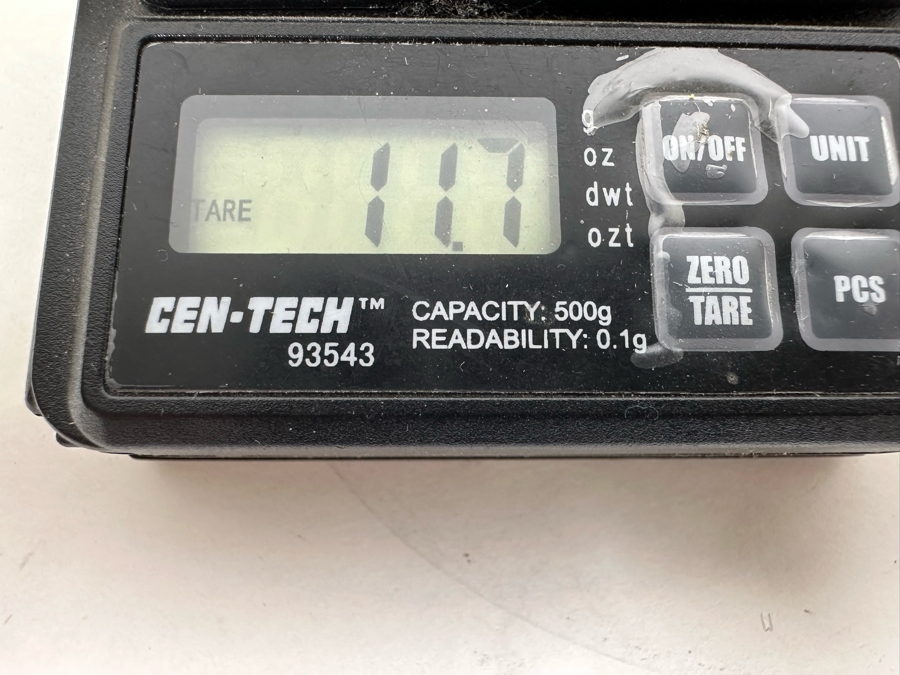 11.7
TARE
g
oz
dwt
ozt
ON/OFF
UNIT
ZERO
TARE
PCS
CEN-TECH™
93543
CAPACITY: 500g
READABILITY: 0.1g